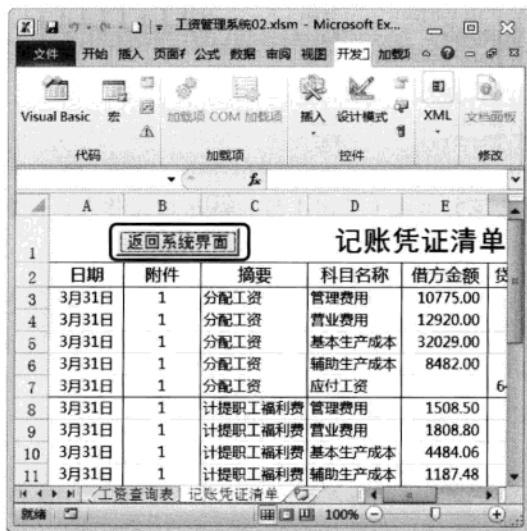 工资管理系统02.xlsm - Microsoft Ex...
文件 开始 插入 页面 公式 数据 审阅 视图 开发 加载
Visual Basic 宏 加载项 COM 加载项 插入 设计模式 XML 文档面板
代码 加载项 控件 修改
fx
A B C D E
返回系统界面 记账凭证清单
1
2 日期 附件 摘要 科目名称 借方金额 贷
3 3月31日 1 分配工资 管理费用 10775.00
4 3月31日 1 分配工资 营业费用 12920.00
5 3月31日 1 分配工资 基本生产成本 32029.00
6 3月31日 1 分配工资 辅助生产成本 8482.00
7 3月31日 1 分配工资 应付工资 6
8 3月31日 1 计提职工福利费 管理费用 1508.50
9 3月31日 1 计提职工福利费 营业费用 1808.80
10 3月31日 1 计提职工福利费 基本生产成本 4484.06
11 3月31日 1 计提职工福利费 辅助生产成本 1187.48
工资查询表 记账凭证清单
就绪 100%